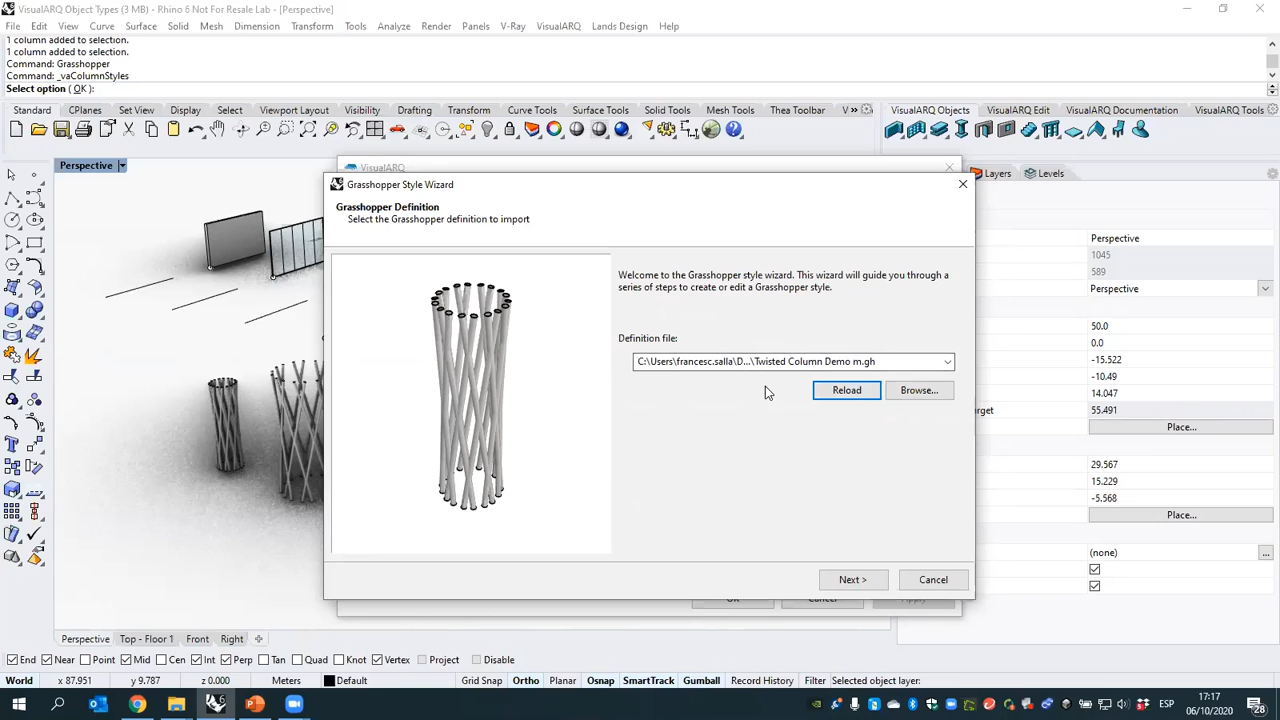 VisualARQ Object Types (3 MB) - Rhino 6 Not For Resale Lab - [Perspective]
File Edit View Curve Surface Solid Mesh Dimension Transform Tools Analyze Render Panels V-Ray VisualARQ Lands Design Help
1 column added to selection.
1 column added to selection.
Command: Grasshopper
Command: _vaColumnStyles
Select option (OK):
Standard CPlanes Set View Display Select Viewport Layout Visibility Drafting Transform Curve Tools Surface Tools Solid Tools Mesh Tools Thea Toolbar V »
VisualARQ Objects VisualARQ Edit VisualARQ Documentation VisualARQ Tools
Perspective
VisualARQ
Layers Levels
Grasshopper Style Wizard
Grasshopper Definition
Select the Grasshopper definition to import
Welcome to the Grasshopper style wizard. This wizard will guide you through a
series of steps to create or edit a Grasshopper style.
Definition file:
C:\Users\francesc.salla\D...\Twisted Column Demo m.gh
Reload Browse...
Next > Cancel
Perspective
1045
589
Perspective
50.0
0.0
-15.522
-10.49
14.047
55.491
Place...
29.567
15.229
-5.568
Place...
(none) ...
Perspective Top - Floor 1 Front Right
End Near Point Mid Cen Int Perp Tan Quad Knot Vertex Project Disable
World x 87.951 y 9.787 z 0.000 Meters Default Grid Snap Ortho Planar Osnap SmartTrack Gumball Record History Filter Selected object layer:
ESP
17:17
06/10/2020
28